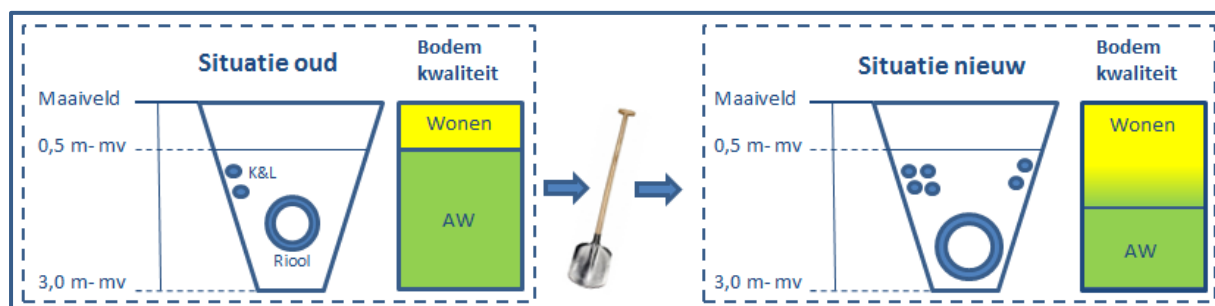 Situatie oud
Bodem
kwaliteit
Maaiveld
0,5 m- mv
K&L
Riool
3,0 m- mv
Wonen
AW
Situatie nieuw
Bodem
kwaliteit
Maaiveld
0,5 m- mv
3,0 m- mv
Wonen
AW